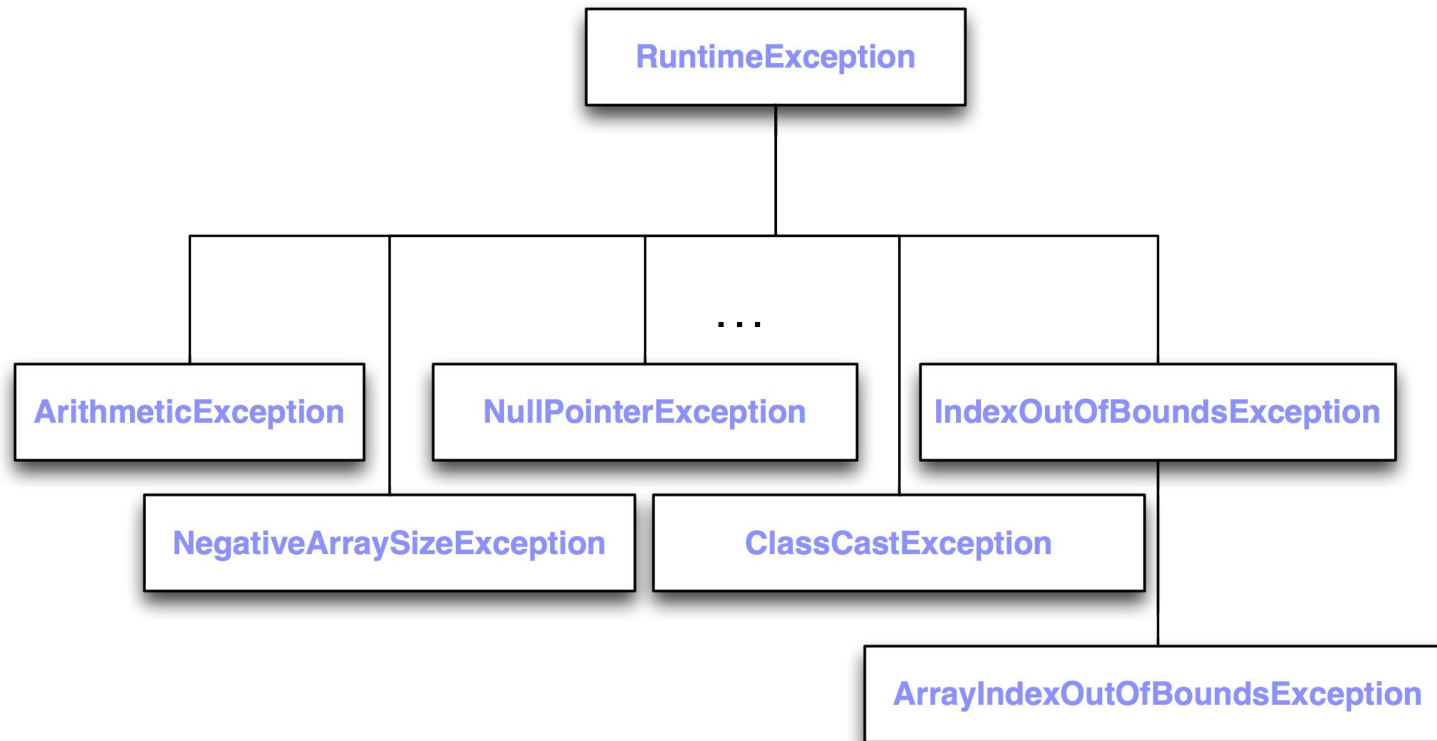 RuntimeException
...
ArithmeticException
NullPointerException
IndexOutOfBoundsException
NegativeArraySizeException
ClassCastException
ArrayIndexOutOfBoundsException